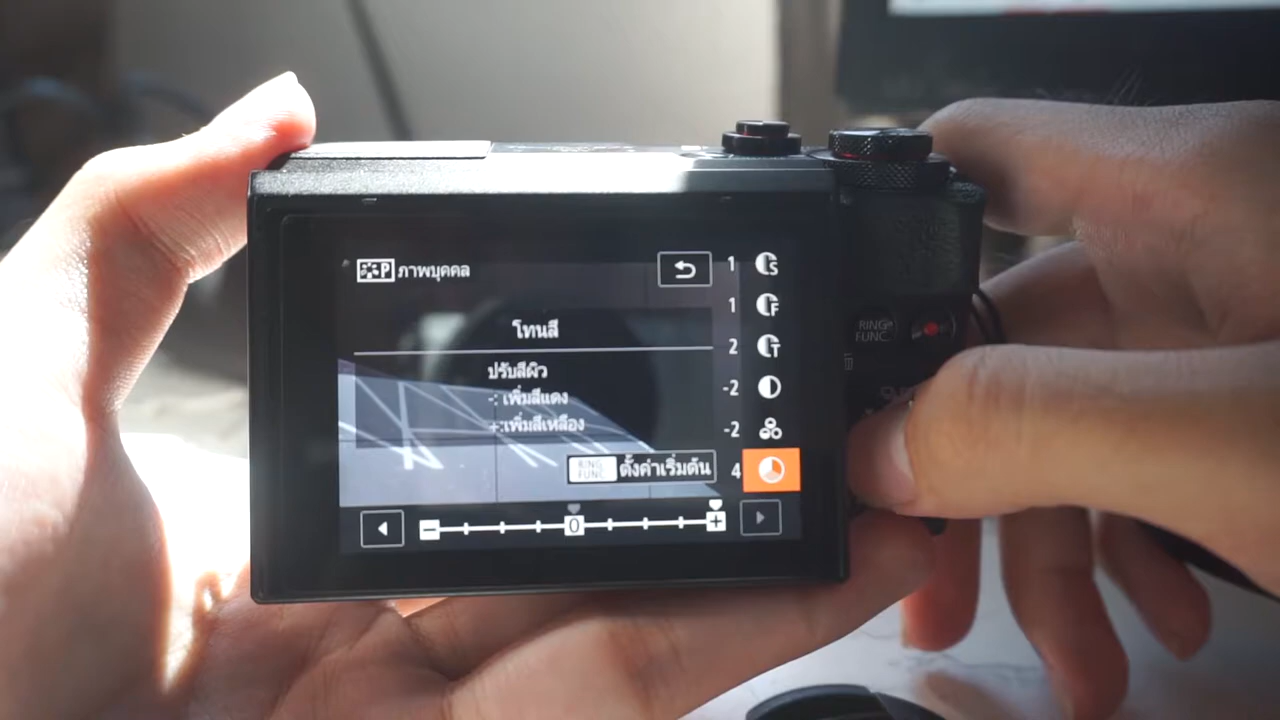 P ภาพบุคคล
1 S
1 F
2 T
-2
-2
4
โทนสี
ปรับสีผิว
-: เพิ่มสีแดง
+:เพิ่มสีเหลือง
RING FUNC. ตั้งค่าเริ่มต้น
− 0 +
RING FUNC.